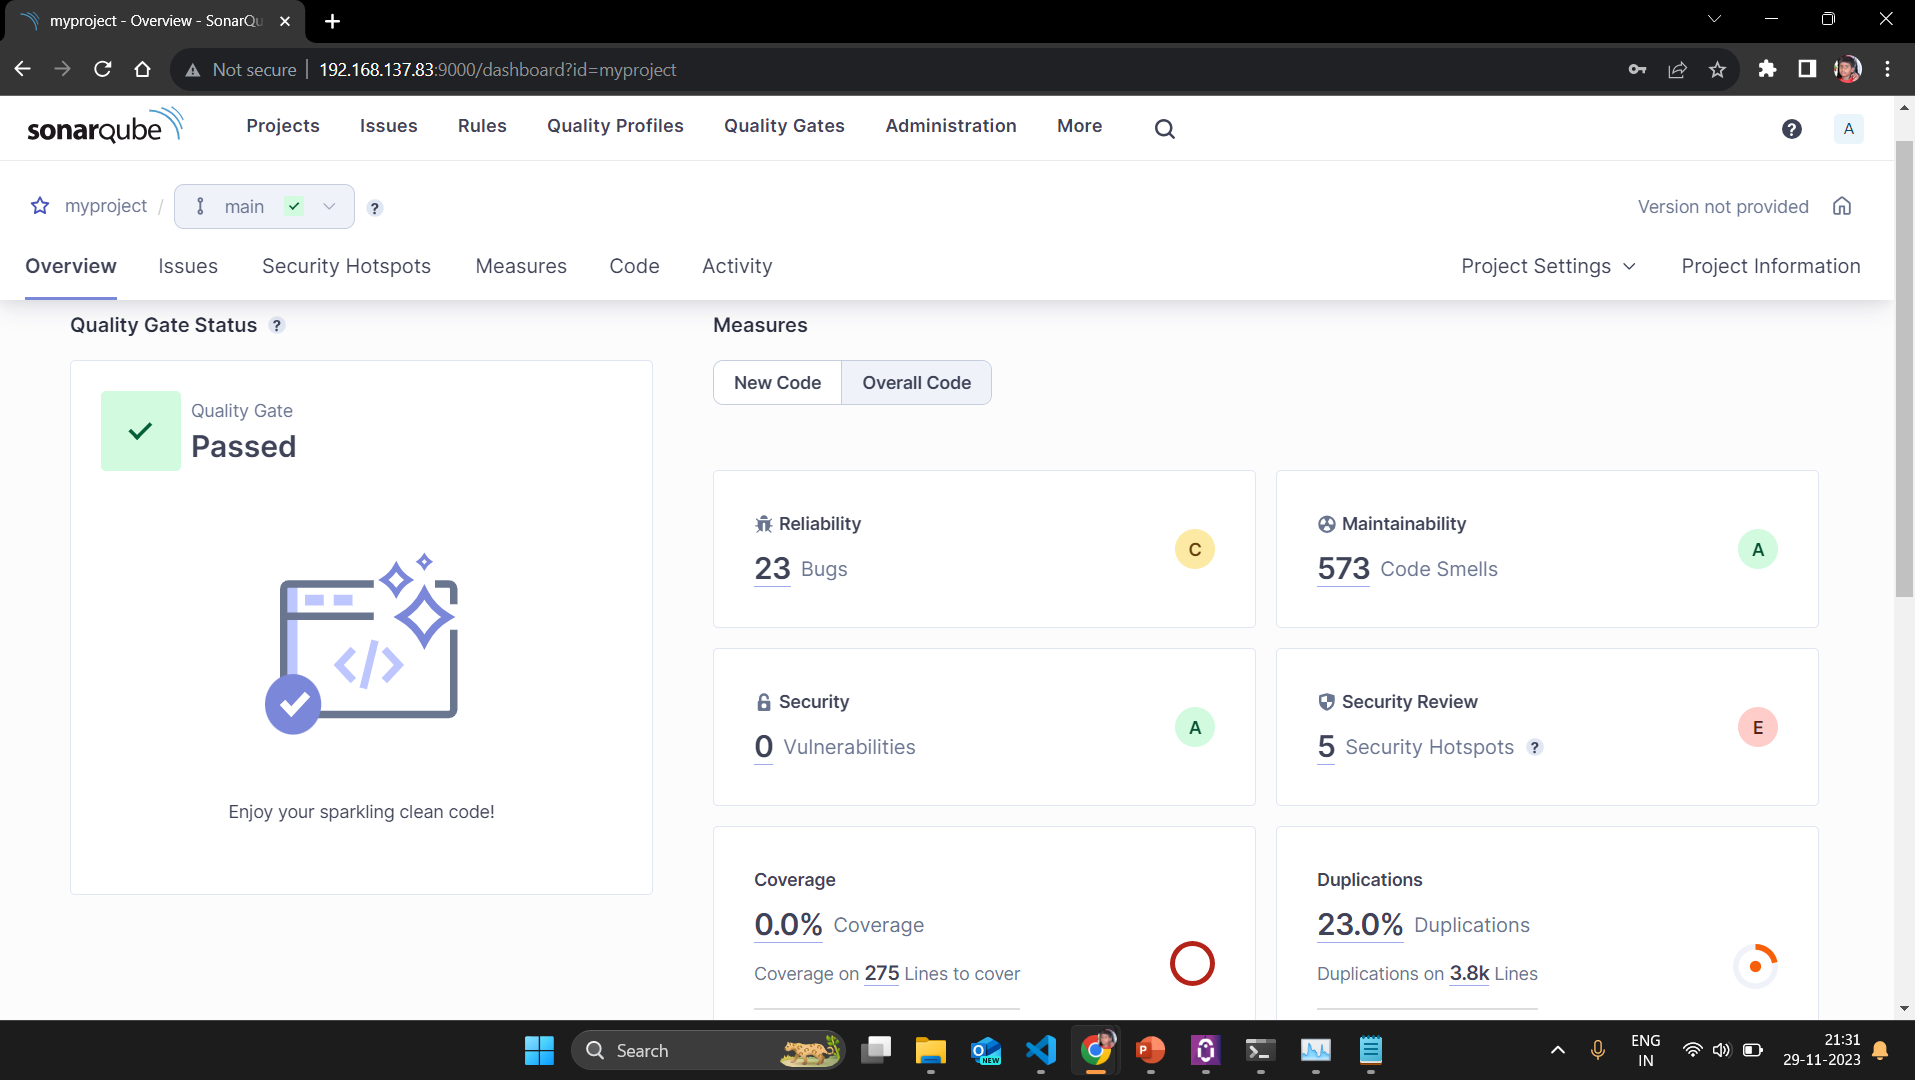 myproject - Overview - SonarQu
Not secure 192.168.137.83:9000/dashboard?id=myproject
sonarqube Projects Issues Rules Quality Profiles Quality Gates Administration More ? A
myproject / main ? Version not provided
Overview Issues Security Hotspots Measures Code Activity Project Settings Project Information
Quality Gate Status ?
Quality Gate
Passed
Enjoy your sparkling clean code!
Measures
New Code Overall Code
Reliability
23 Bugs
C
Maintainability
573 Code Smells
A
Security
0 Vulnerabilities
A
Security Review
5 Security Hotspots ?
E
Coverage
0.0% Coverage
Coverage on 275 Lines to cover
Duplications
23.0% Duplications
Duplications on 3.8k Lines
Search
NEW
P
ENG
IN
21:31
29-11-2023